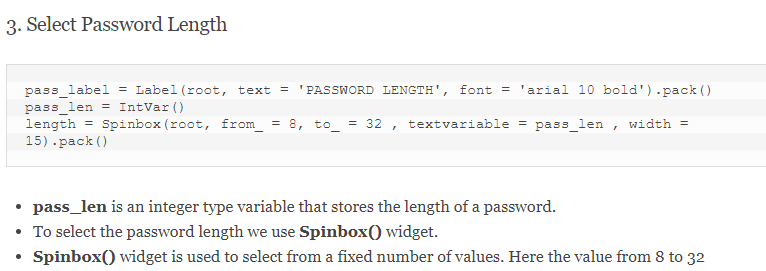 3. Select Password Length
pass_label = Label(root, text = 'PASSWORD LENGTH', font = 'arial 10 bold').pack()
pass_len = IntVar()
length = Spinbox(root, from_ = 8, to_ = 32 , textvariable = pass_len , width =
15).pack()
• pass_len is an integer type variable that stores the length of a password.
• To select the password length we use Spinbox() widget.
• Spinbox() widget is used to select from a fixed number of values. Here the value from 8 to 32